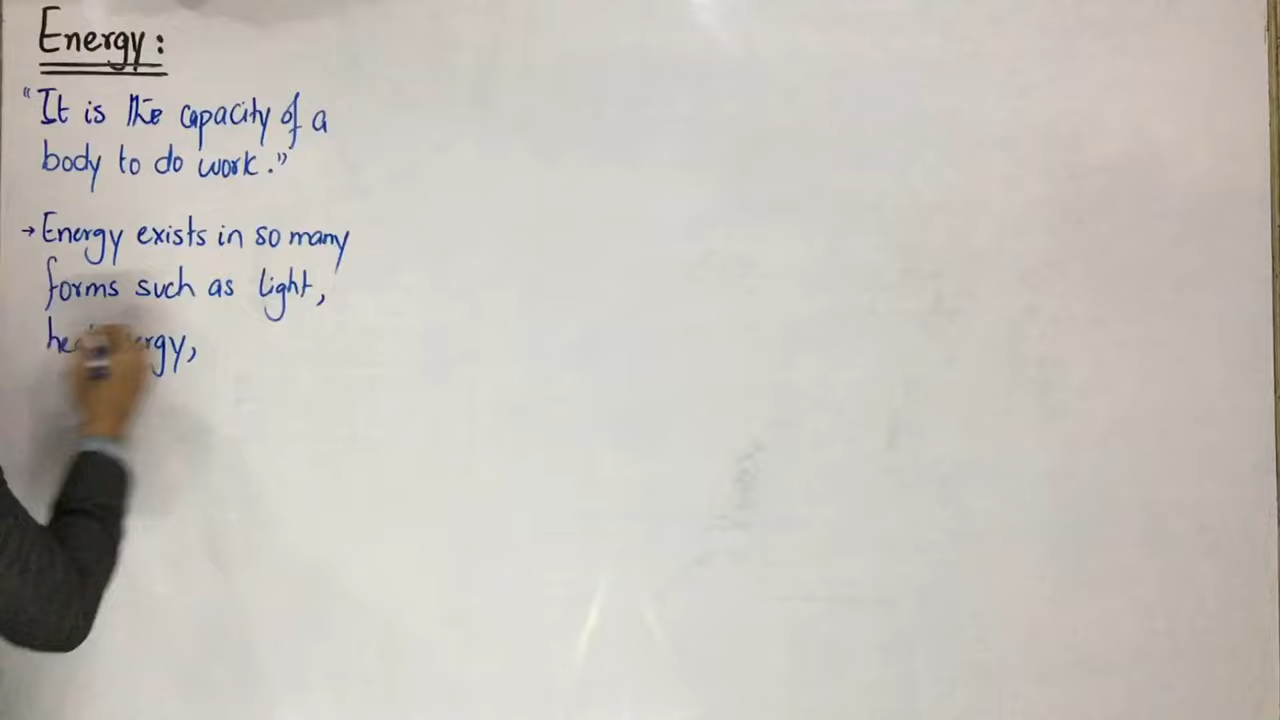 Energy:
"It is the capacity of a
body to do work."
→ Energy exists in so many
forms such as light,